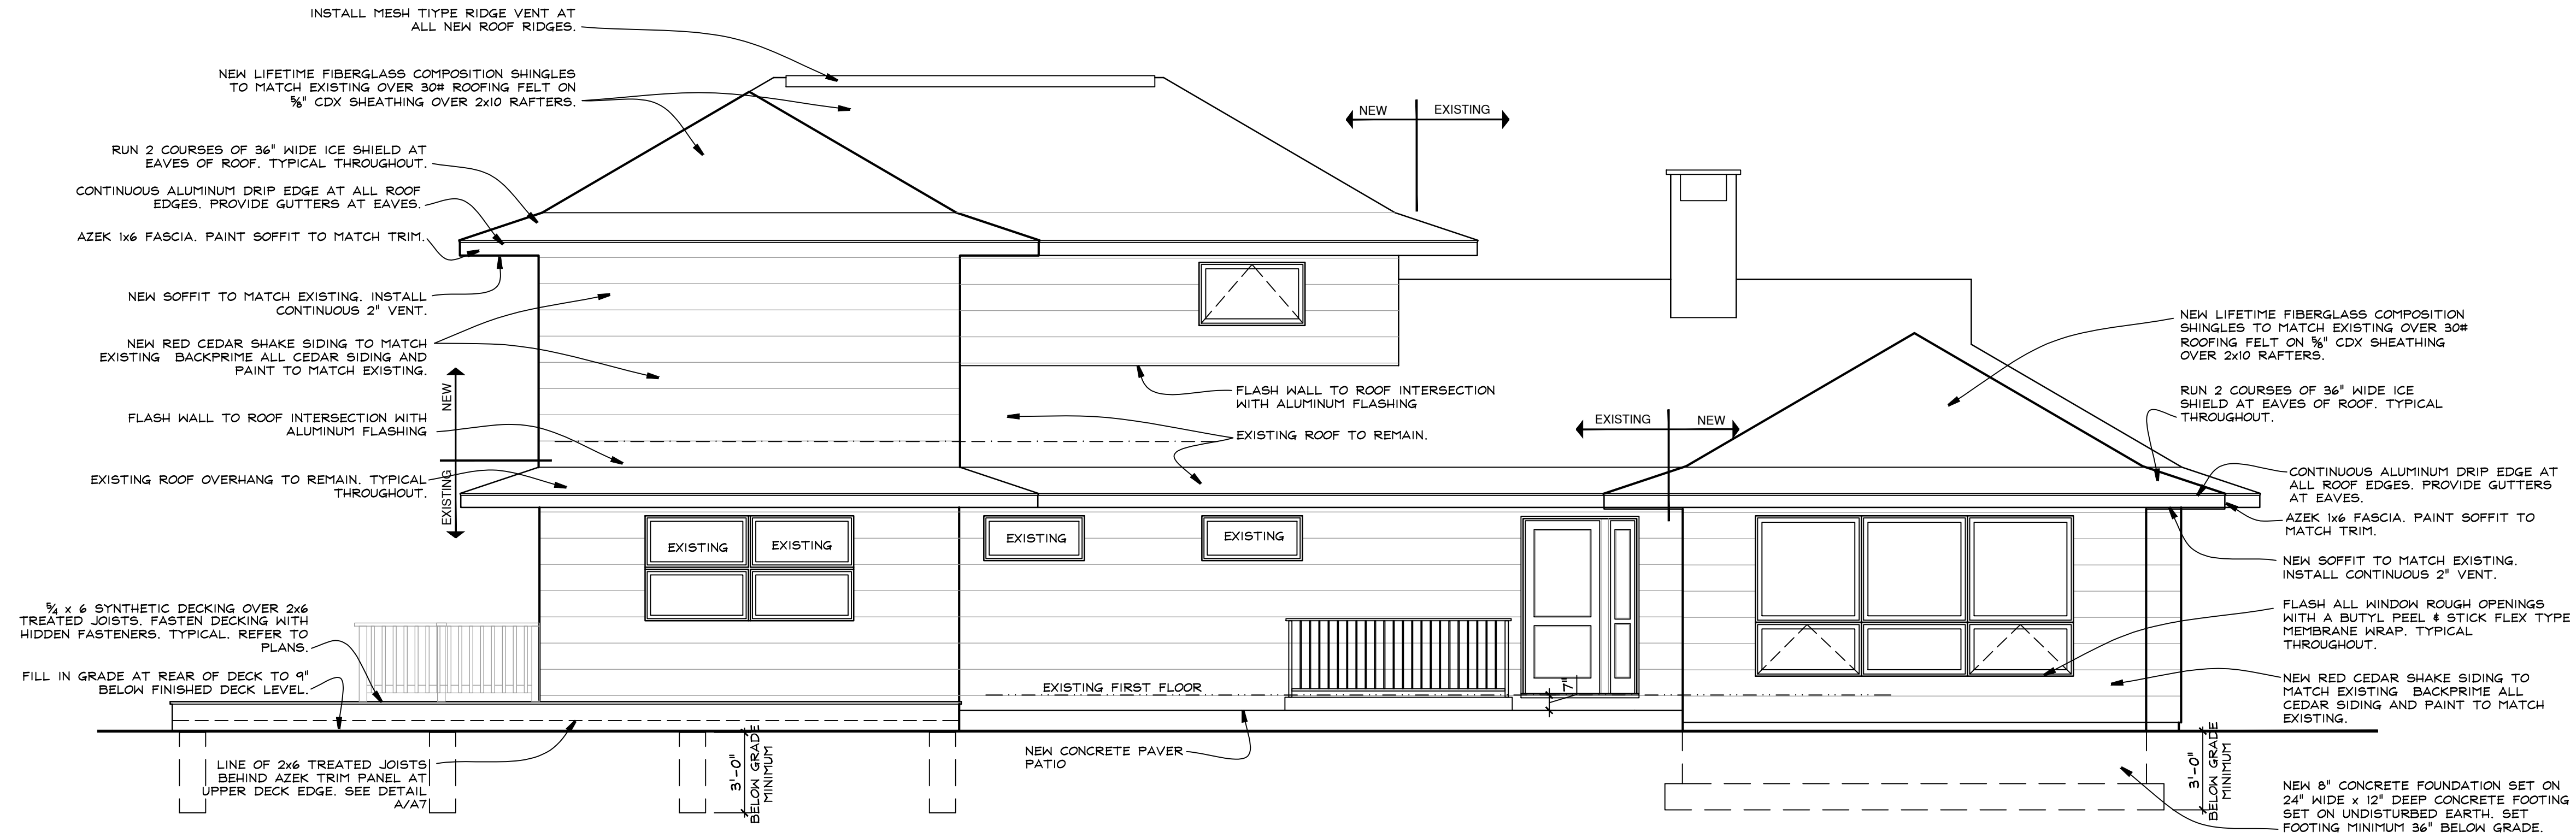 INSTALL MESH TIYPE RIDGE VENT AT
ALL NEW ROOF RIDGES.
NEW LIFETIME FIBERGLASS COMPOSITION SHINGLES
TO MATCH EXISTING OVER 30# ROOFING FELT ON
⅝" CDX SHEATHING OVER 2x10 RAFTERS.
RUN 2 COURSES OF 36" WIDE ICE SHIELD AT
EAVES OF ROOF. TYPICAL THROUGHOUT.
CONTINUOUS ALUMINUM DRIP EDGE AT ALL ROOF
EDGES. PROVIDE GUTTERS AT EAVES.
AZEK 1x6 FASCIA. PAINT SOFFIT TO MATCH TRIM.
NEW SOFFIT TO MATCH EXISTING. INSTALL
CONTINUOUS 2" VENT.
NEW RED CEDAR SHAKE SIDING TO MATCH
EXISTING BACKPRIME ALL CEDAR SIDING AND
PAINT TO MATCH EXISTING.
NEW
FLASH WALL TO ROOF INTERSECTION WITH
ALUMINUM FLASHING
EXISTING
EXISTING ROOF OVERHANG TO REMAIN. TYPICAL
THROUGHOUT.
5/4 x 6 SYNTHETIC DECKING OVER 2x6
TREATED JOISTS. FASTEN DECKING WITH
HIDDEN FASTENERS. TYPICAL. REFER TO
PLANS.
FILL IN GRADE AT REAR OF DECK TO 9"
BELOW FINISHED DECK LEVEL.
LINE OF 2x6 TREATED JOISTS
BEHIND AZEK TRIM PANEL AT
UPPER DECK EDGE. SEE DETAIL
A/A7
3'-0"
BELOW GRADE
MINIMUM
NEW EXISTING
FLASH WALL TO ROOF INTERSECTION
WITH ALUMINUM FLASHING
EXISTING ROOF TO REMAIN.
EXISTING NEW
EXISTING
EXISTING
EXISTING
EXISTING
EXISTING FIRST FLOOR
7"
NEW CONCRETE PAVER
PATIO
NEW LIFETIME FIBERGLASS COMPOSITION
SHINGLES TO MATCH EXISTING OVER 30#
ROOFING FELT ON ⅝" CDX SHEATHING
OVER 2x10 RAFTERS.
RUN 2 COURSES OF 36" WIDE ICE
SHIELD AT EAVES OF ROOF. TYPICAL
THROUGHOUT.
CONTINUOUS ALUMINUM DRIP EDGE AT
ALL ROOF EDGES. PROVIDE GUTTERS
AT EAVES.
AZEK 1x6 FASCIA. PAINT SOFFIT TO
MATCH TRIM.
NEW SOFFIT TO MATCH EXISTING.
INSTALL CONTINUOUS 2" VENT.
FLASH ALL WINDOW ROUGH OPENINGS
WITH A BUTYL PEEL & STICK FLEX TYPE
MEMBRANE WRAP. TYPICAL
THROUGHOUT.
NEW RED CEDAR SHAKE SIDING TO
MATCH EXISTING BACKPRIME ALL
CEDAR SIDING AND PAINT TO MATCH
EXISTING.
3'-0"
BELOW GRADE
MINIMUM
NEW 8" CONCRETE FOUNDATION SET ON
24" WIDE x 12" DEEP CONCRETE FOOTING
SET ON UNDISTURBED EARTH. SET
FOOTING MINIMUM 36" BELOW GRADE.